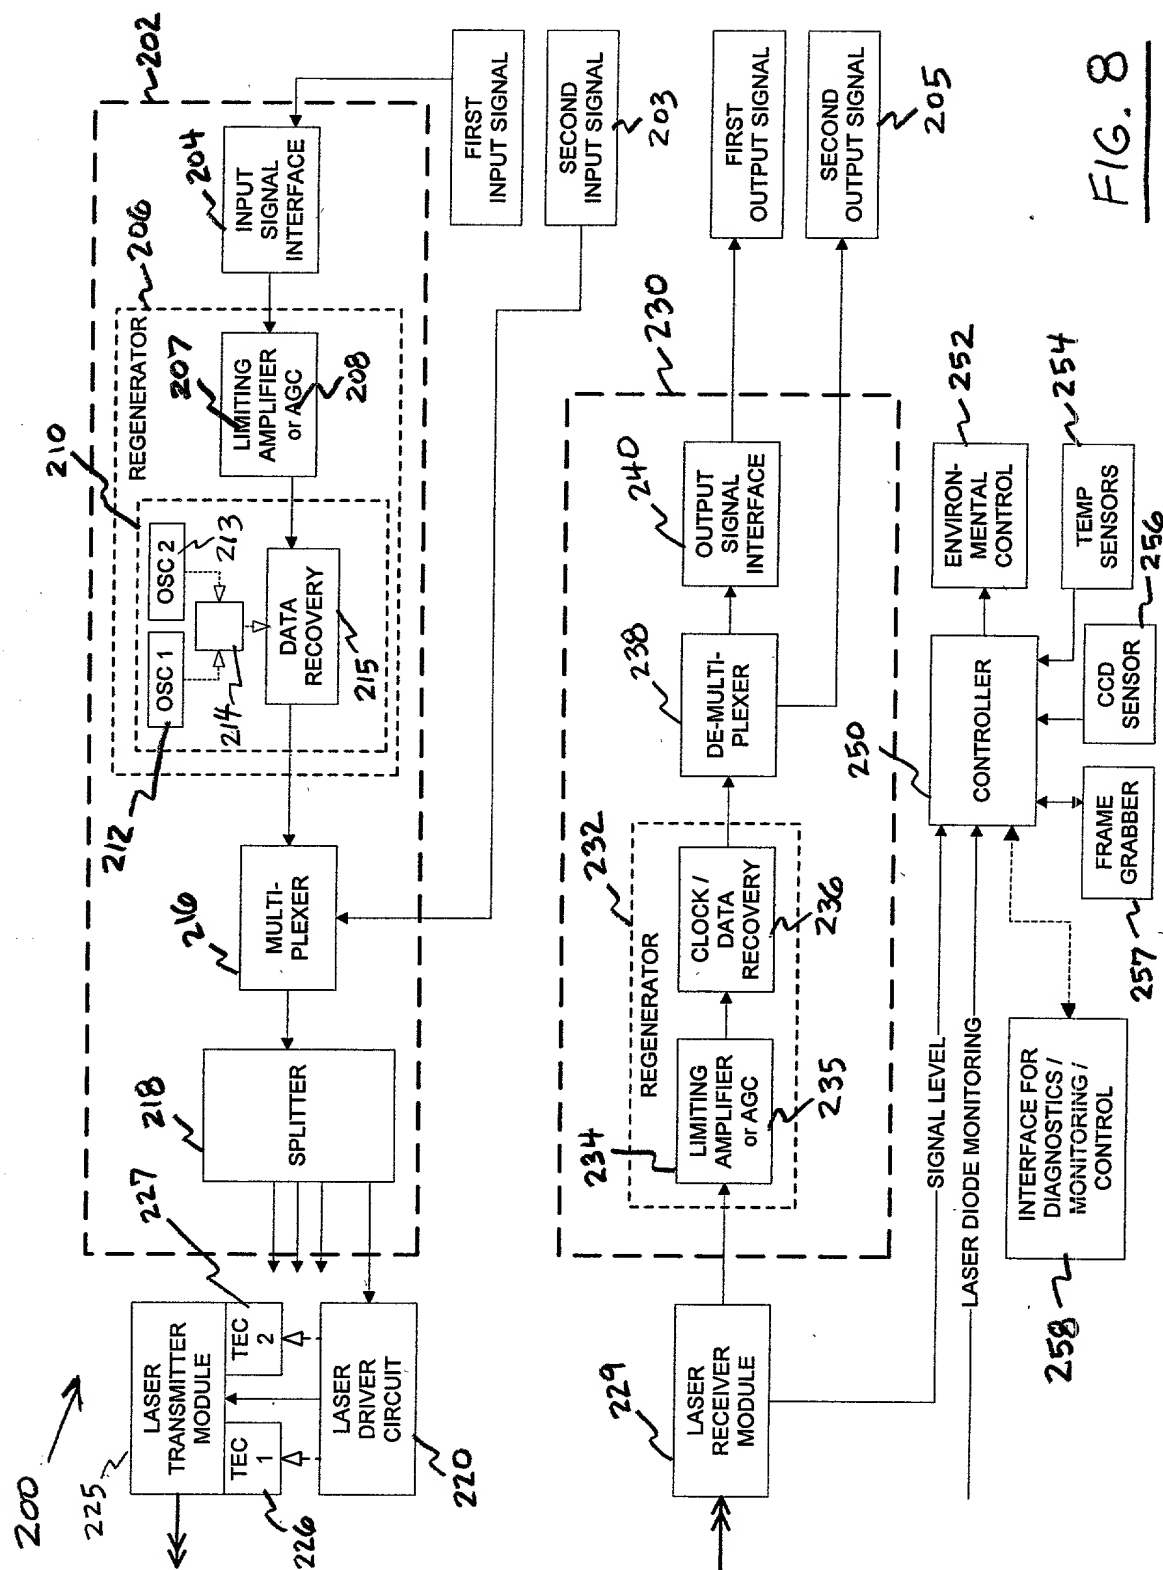 200
225
LASER
TRANSMITTER
MODULE
TEC
1
TEC
2
226
227
LASER
DRIVER
CIRCUIT
220
202
218
SPLITTER
216
MULTI-
PLEXER
REGENERATOR
206
210
OSC 1
OSC 2
212
213
214
DATA
RECOVERY
215
207
LIMITING
AMPLIFIER
or AGC
208
204
INPUT
SIGNAL
INTERFACE
FIRST
INPUT SIGNAL
SECOND
INPUT SIGNAL
203
229
LASER
RECEIVER
MODULE
230
232
REGENERATOR
234
LIMITING
AMPLIFIER
or AGC
235
CLOCK /
DATA
RECOVERY
236
238
DE-MULTI-
PLEXER
240
OUTPUT
SIGNAL
INTERFACE
FIRST
OUTPUT SIGNAL
SECOND
OUTPUT SIGNAL
205
SIGNAL LEVEL
LASER DIODE MONITORING
250
CONTROLLER
252
ENVIRON-
MENTAL
CONTROL
254
TEMP
SENSORS
256
CCD
SENSOR
FRAME
GRABBER
257
INTERFACE FOR
DIAGNOSTICS /
MONITORING /
CONTROL
258
FIG. 8